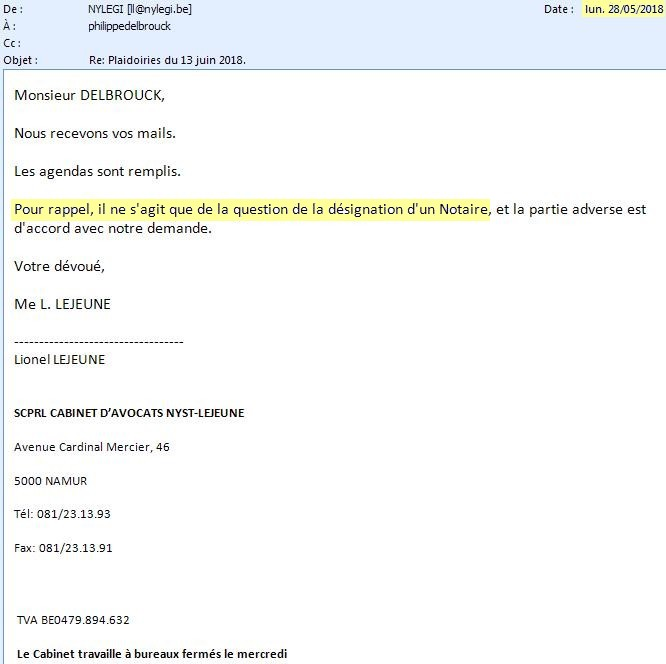 De : NYLEGI [ll@nylegi.be] Date : lun. 28/05/2018
À : philippedelbrouck
Cc :
Objet : Re: Plaidoiries du 13 juin 2018.
Monsieur DELBROUCK,
Nous recevons vos mails.
Les agendas sont remplis.
Pour rappel, il ne s'agit que de la question de la désignation d'un Notaire, et la partie adverse est
d'accord avec notre demande.
Votre dévoué,
Me L. LEJEUNE
-----------------------------------
Lionel LEJEUNE
SCPRL CABINET D'AVOCATS NYST-LEJEUNE
Avenue Cardinal Mercier, 46
5000 NAMUR
Tél: 081/23.13.93
Fax: 081/23.13.91
TVA BE0479.894.632
Le Cabinet travaille à bureaux fermés le mercredi